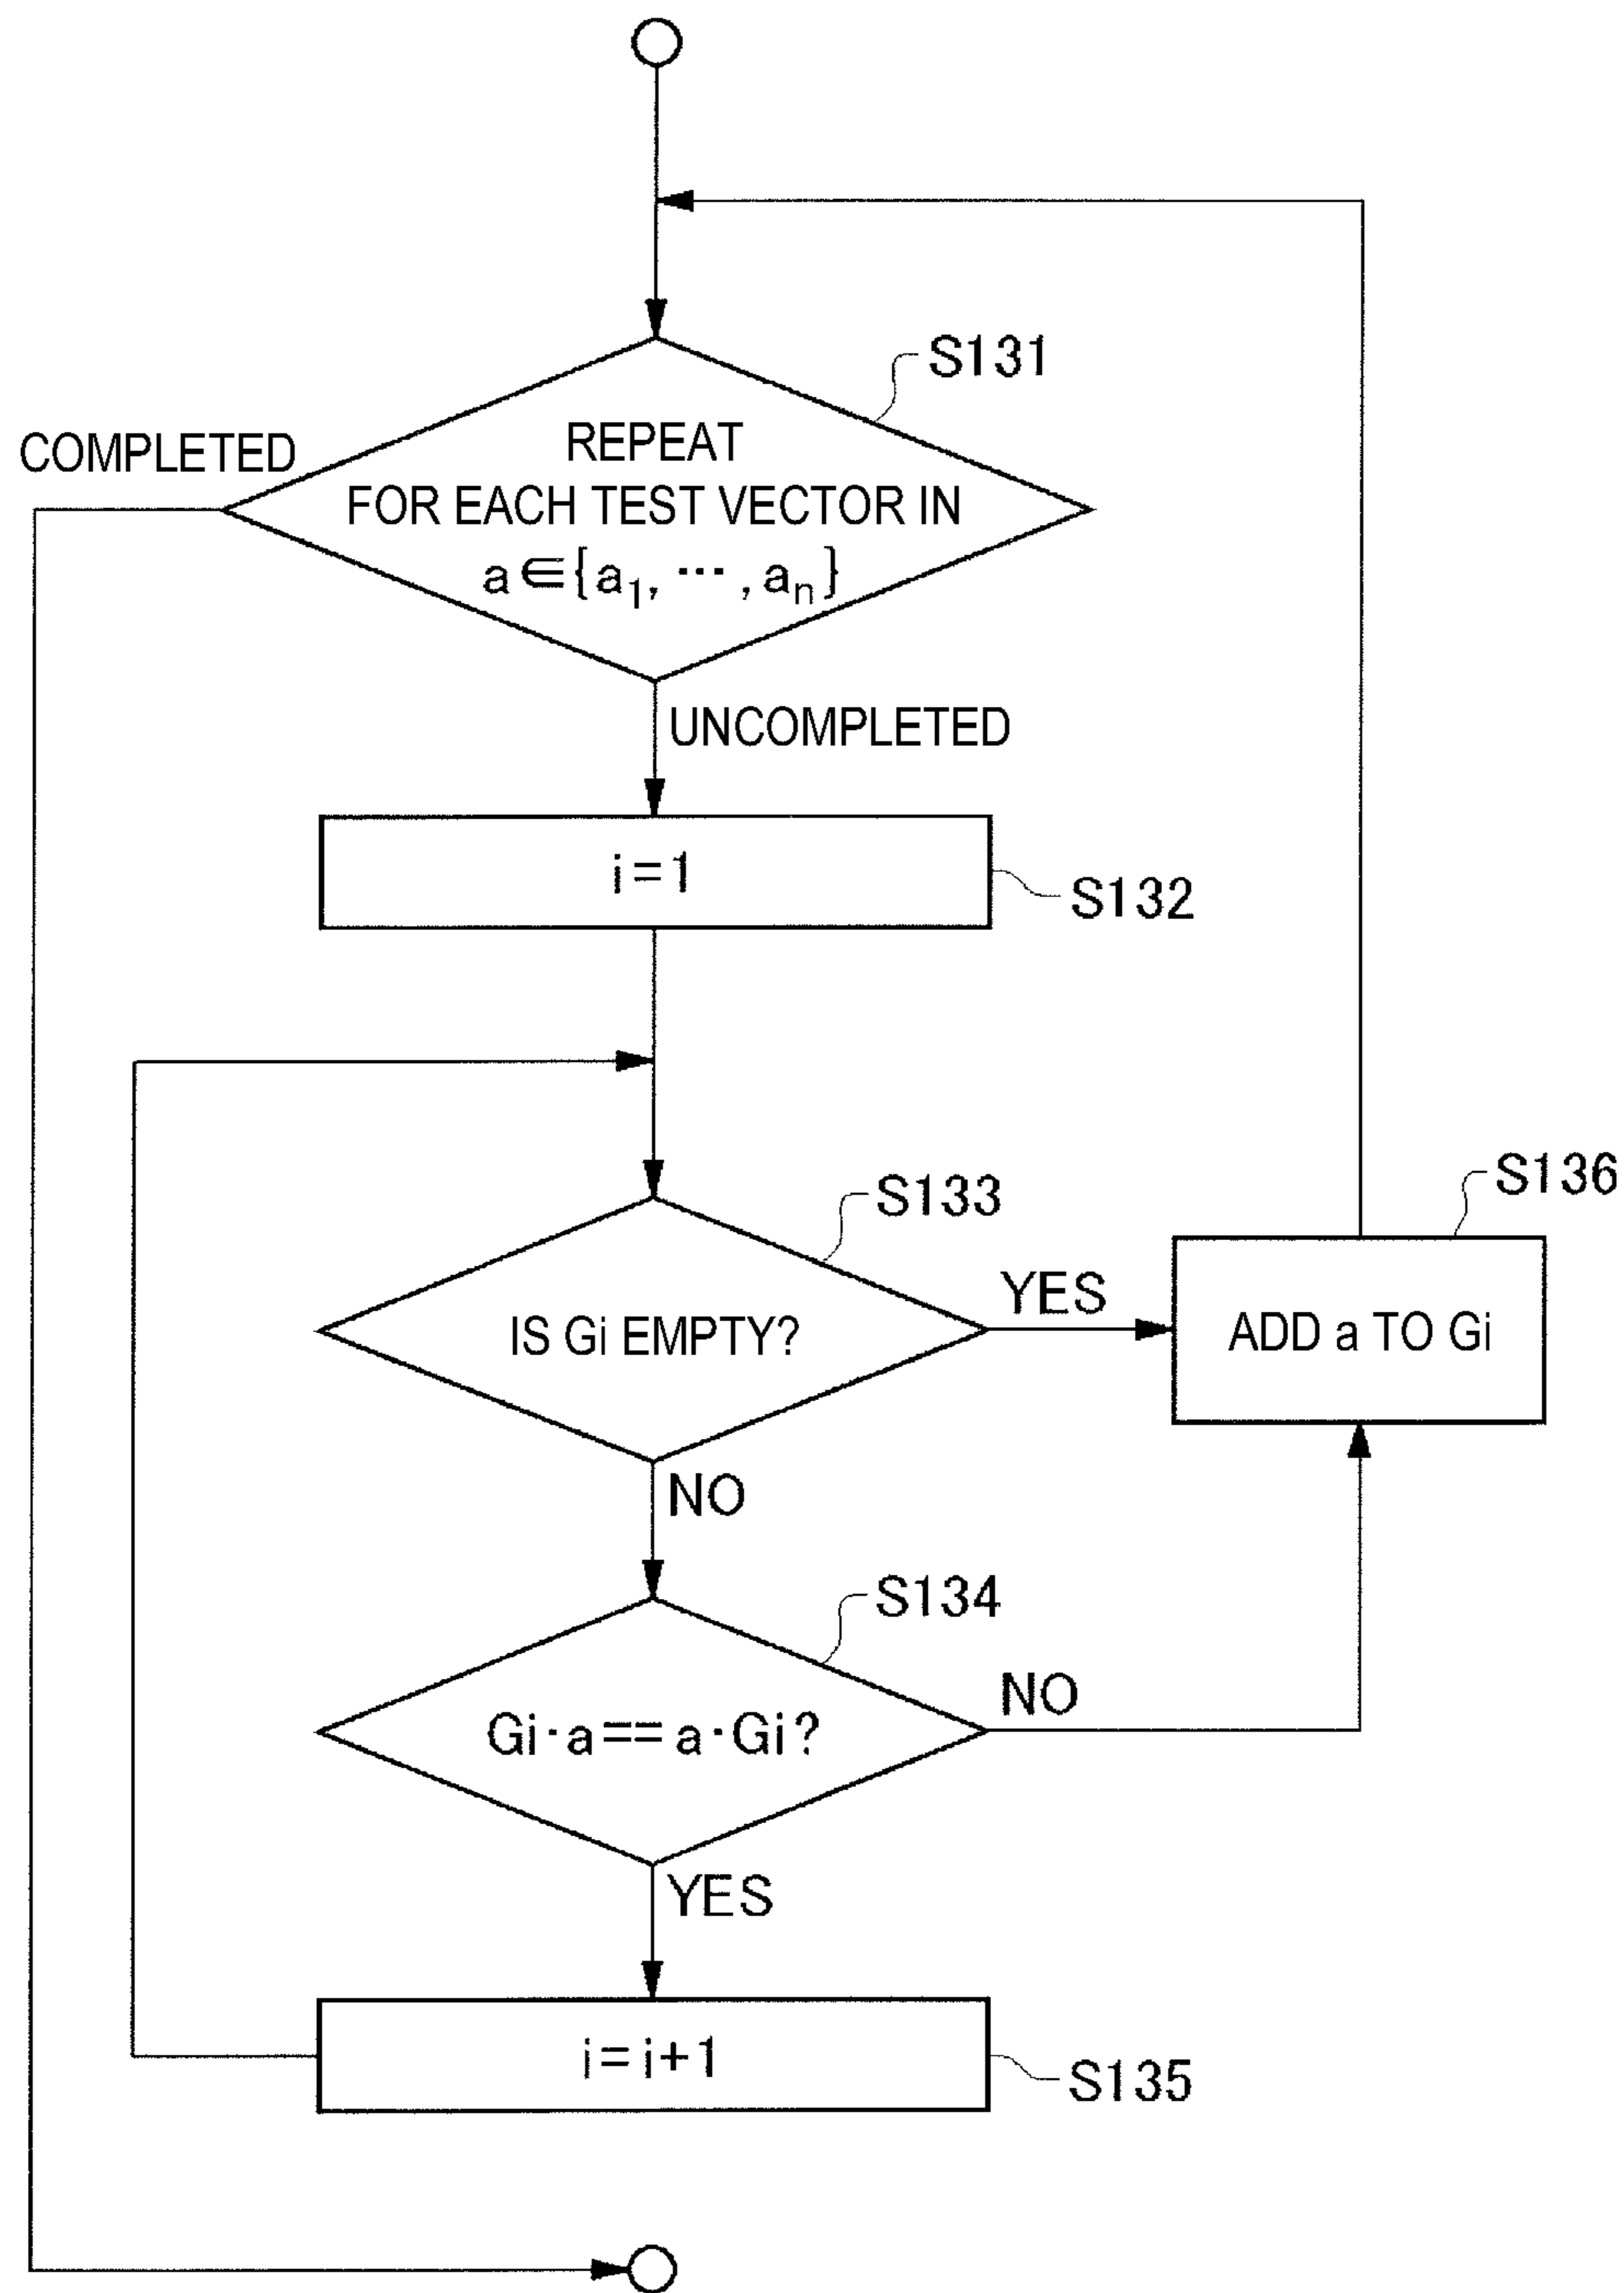 S131
COMPLETED
REPEAT
FOR EACH TEST VECTOR IN
a∈{a₁, ⋯, aₙ}
UNCOMPLETED
i=1
S132
S133
S136
IS Gi EMPTY?
YES
ADD a TO Gi
NO
S134
Gi·a==a·Gi?
NO
YES
i=i+1
S135